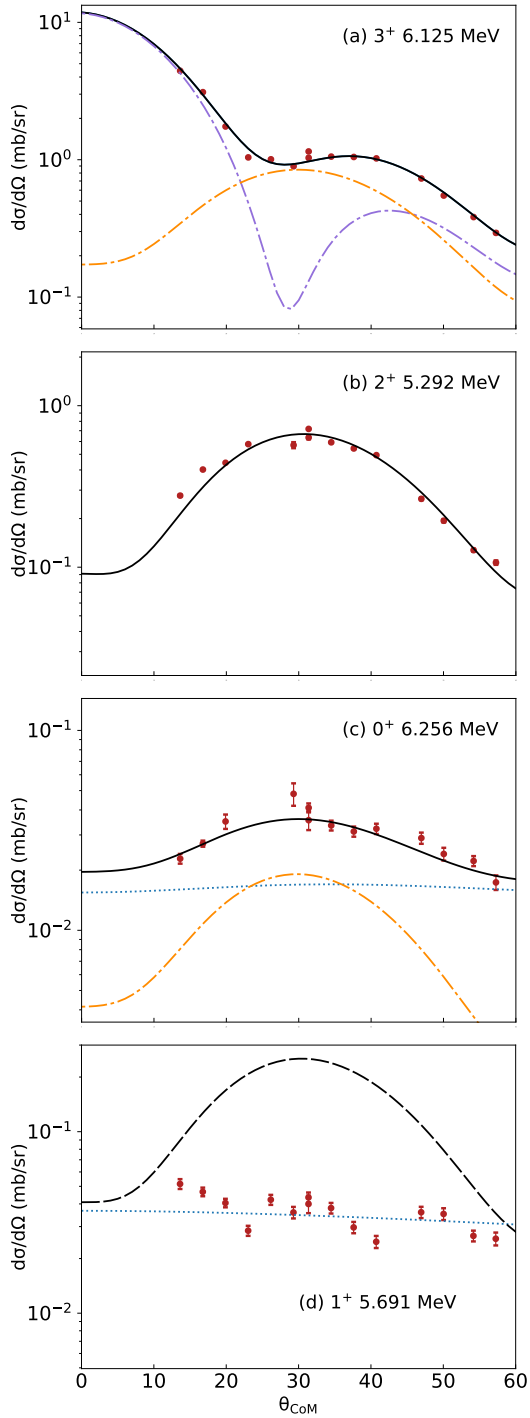 (a) 3⁺ 6.125 MeV
dσ/dΩ (mb/sr)
10¹
10⁰
10⁻¹
(b) 2⁺ 5.292 MeV
dσ/dΩ (mb/sr)
10⁰
10⁻¹
(c) 0⁺ 6.256 MeV
dσ/dΩ (mb/sr)
10⁻¹
10⁻²
(d) 1⁺ 5.691 MeV
dσ/dΩ (mb/sr)
10⁻¹
10⁻²
0 10 20 30 40 50 60
θCoM